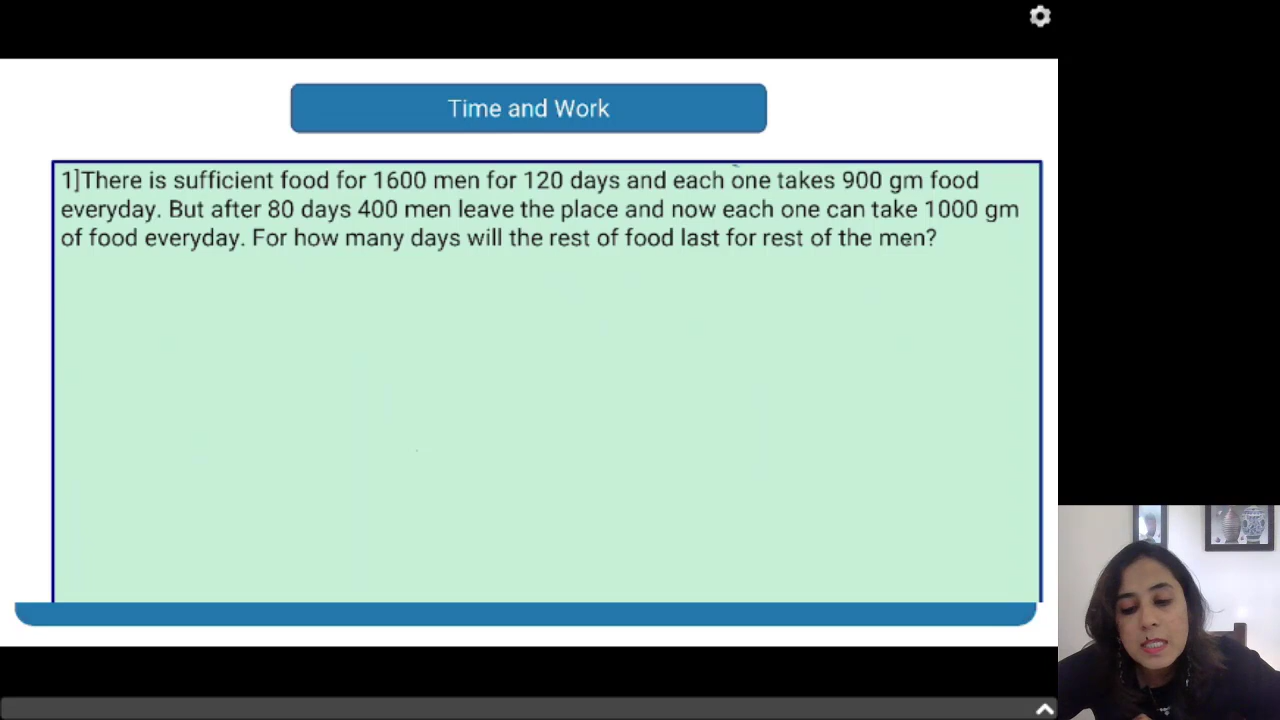 Time and Work
1]There is sufficient food for 1600 men for 120 days and each one takes 900 gm food
everyday. But after 80 days 400 men leave the place and now each one can take 1000 gm
of food everyday. For how many days will the rest of food last for rest of the men?